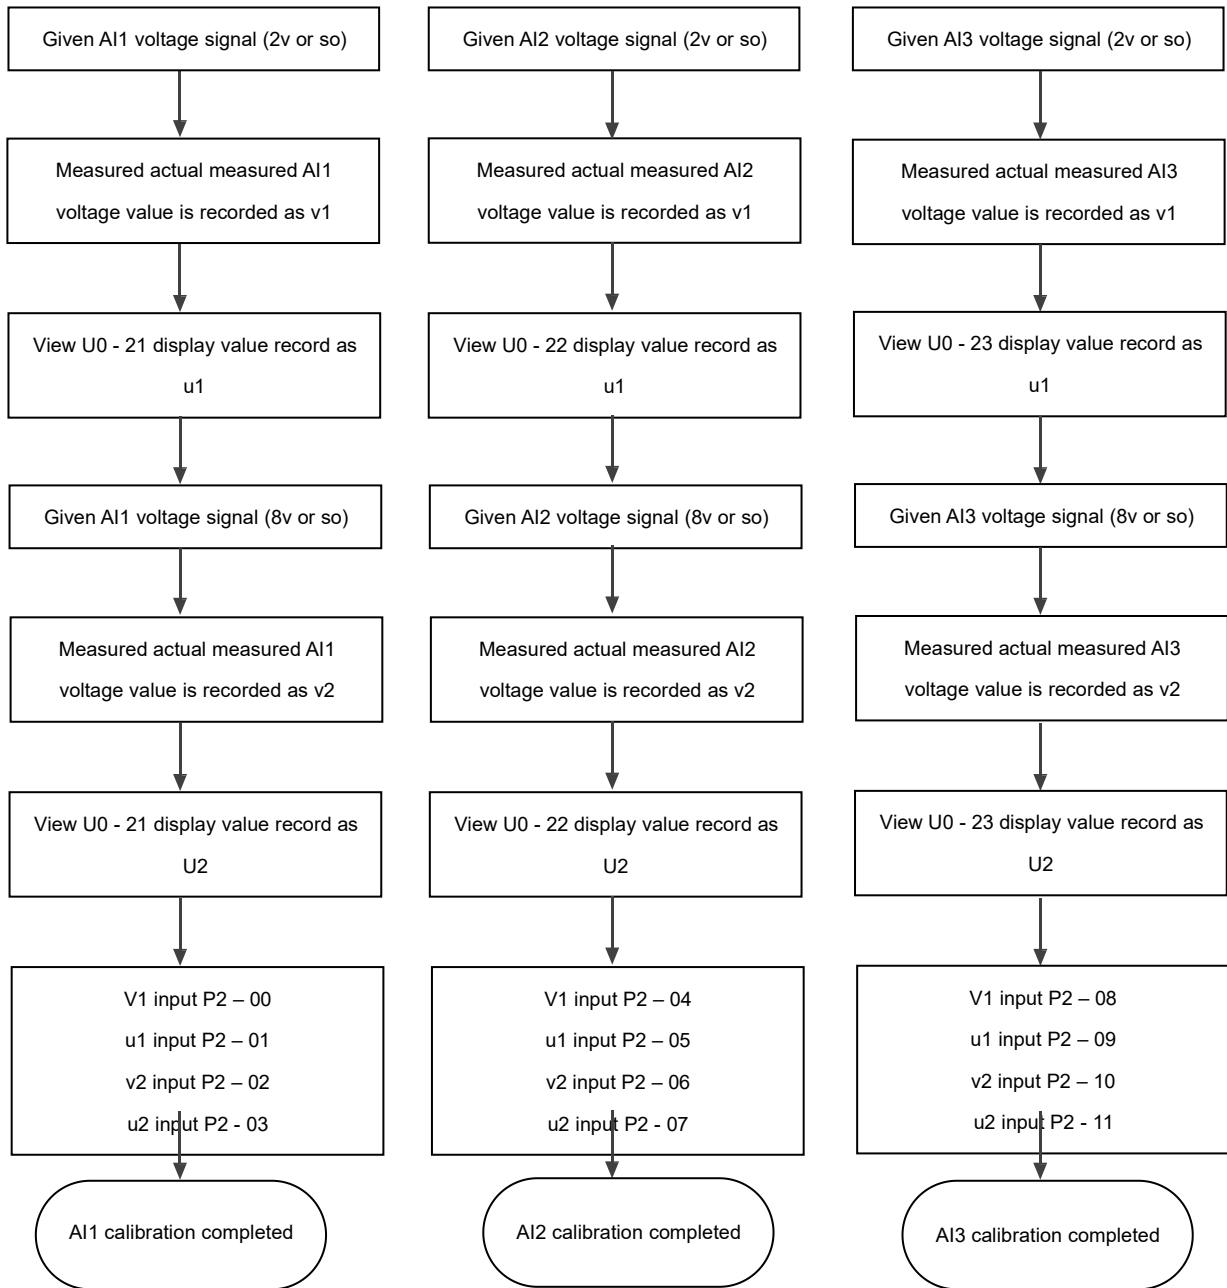 Given AI1 voltage signal (2v or so)
Measured actual measured AI1
voltage value is recorded as v1
View U0 - 21 display value record as
u1
Given AI1 voltage signal (8v or so)
Measured actual measured AI1
voltage value is recorded as v2
View U0 - 21 display value record as
U2
V1 input P2 – 00
u1 input P2 – 01
v2 input P2 – 02
u2 input P2 - 03
AI1 calibration completed
Given AI2 voltage signal (2v or so)
Measured actual measured AI2
voltage value is recorded as v1
View U0 - 22 display value record as
u1
Given AI2 voltage signal (8v or so)
Measured actual measured AI2
voltage value is recorded as v2
View U0 - 22 display value record as
U2
V1 input P2 – 04
u1 input P2 – 05
v2 input P2 – 06
u2 input P2 - 07
AI2 calibration completed
Given AI3 voltage signal (2v or so)
Measured actual measured AI3
voltage value is recorded as v1
View U0 - 23 display value record as
u1
Given AI3 voltage signal (8v or so)
Measured actual measured AI3
voltage value is recorded as v2
View U0 - 23 display value record as
U2
V1 input P2 – 08
u1 input P2 – 09
v2 input P2 – 10
u2 input P2 - 11
AI3 calibration completed